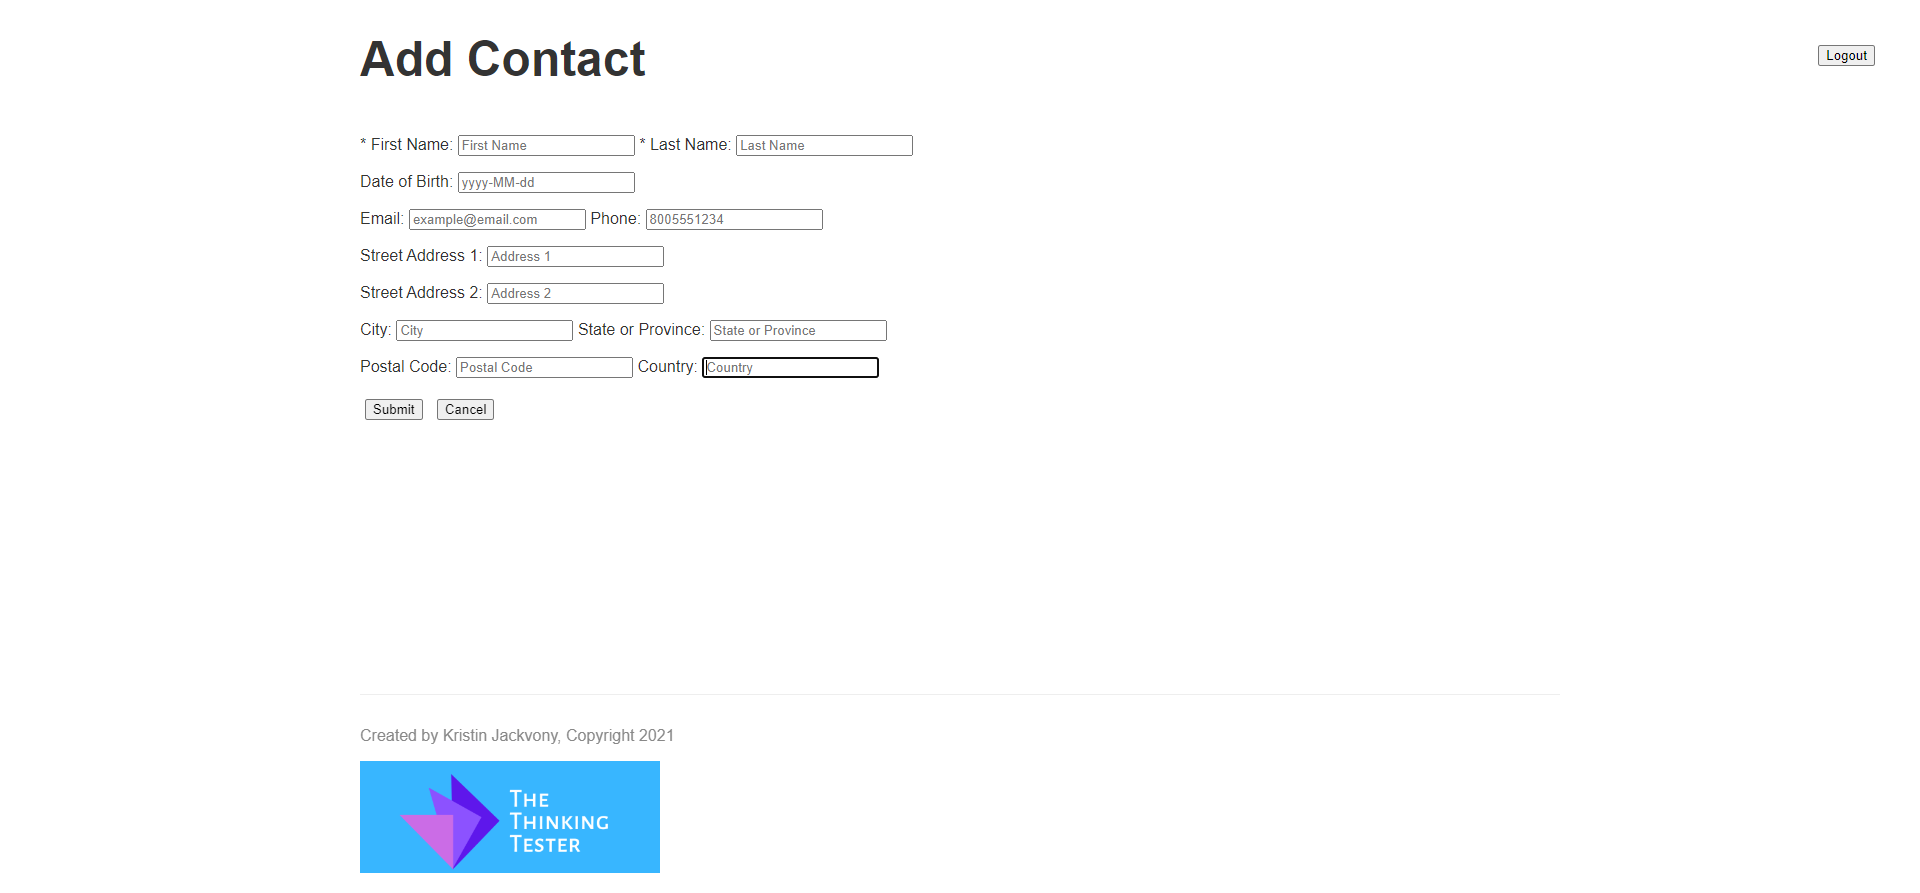 Add Contact
Logout
* First Name: First Name * Last Name: Last Name
Date of Birth: yyyy-MM-dd
Email: example@email.com Phone: 8005551234
Street Address 1: Address 1
Street Address 2: Address 2
City: City State or Province: State or Province
Postal Code: Postal Code Country: Country
Submit Cancel
Created by Kristin Jackvony, Copyright 2021
THE
THINKING
TESTER